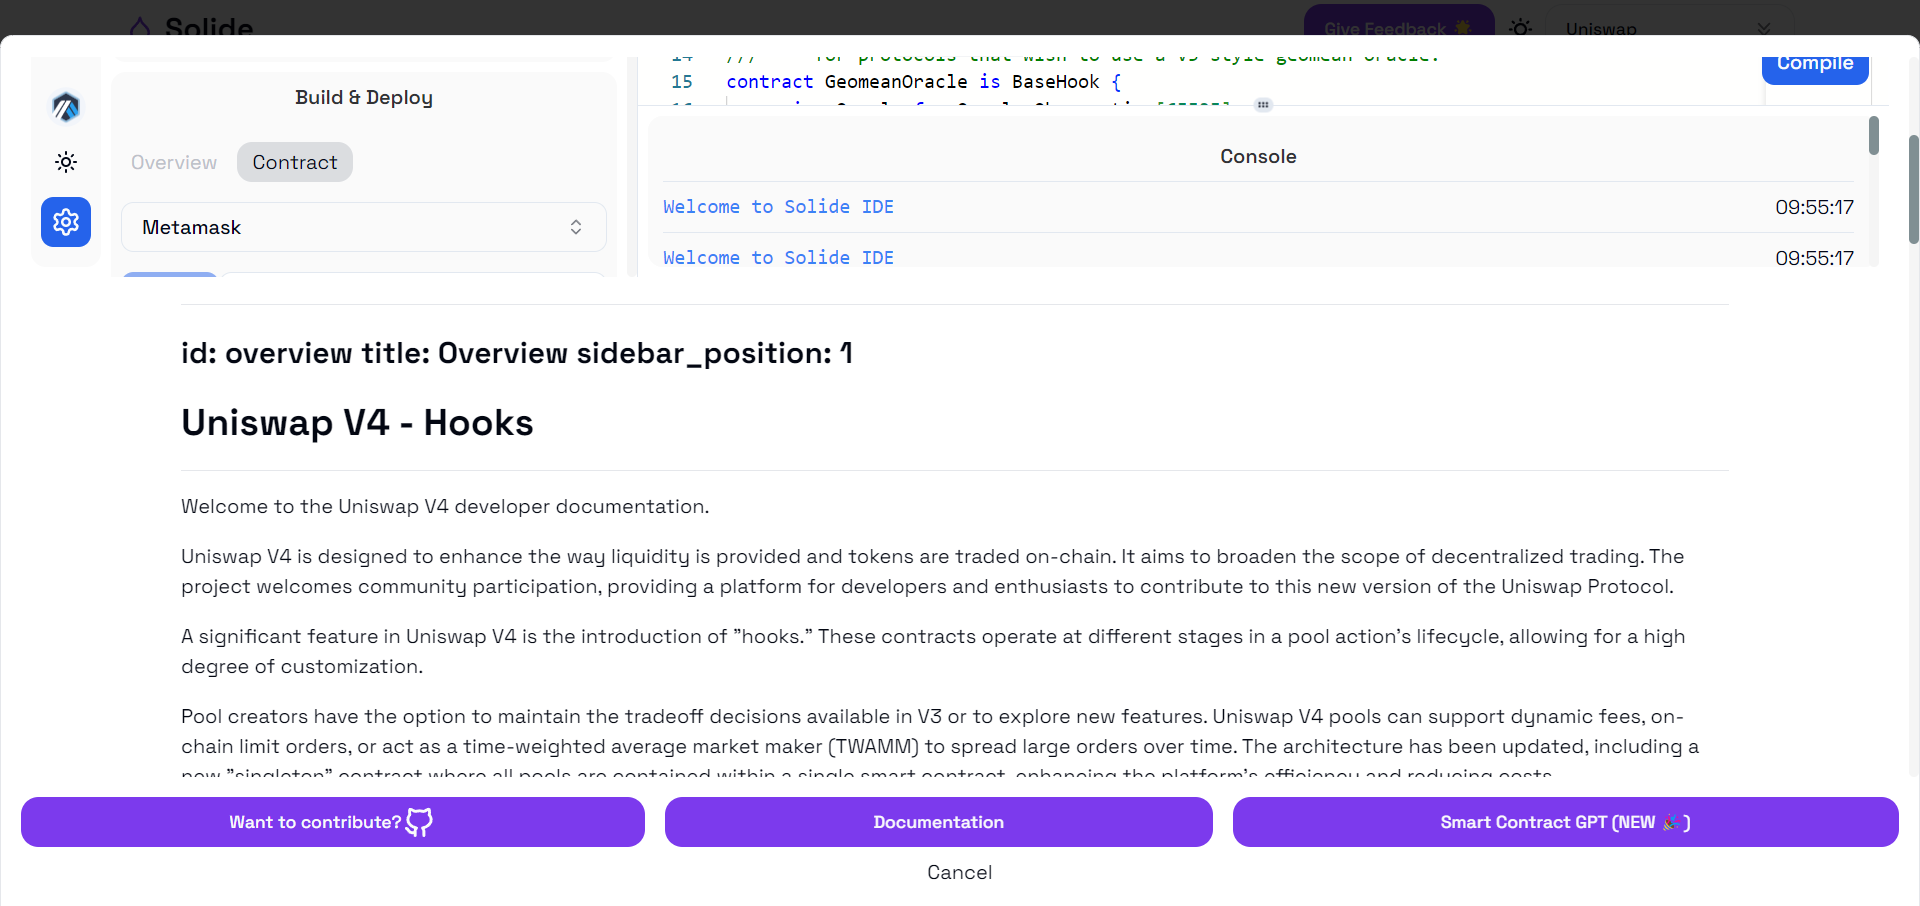 Solide
Give Feedback 🌟
Uniswap
14 /// for protocols that wish to use a V3 style geomean oracle.
15 contract GeomeanOracle is BaseHook {
Compile
Build & Deploy
Overview
Contract
Metamask
Console
Welcome to Solide IDE 09:55:17
Welcome to Solide IDE 09:55:17
id: overview title: Overview sidebar_position: 1
Uniswap V4 - Hooks
Welcome to the Uniswap V4 developer documentation.
Uniswap V4 is designed to enhance the way liquidity is provided and tokens are traded on-chain. It aims to broaden the scope of decentralized trading. The
project welcomes community participation, providing a platform for developers and enthusiasts to contribute to this new version of the Uniswap Protocol.
A significant feature in Uniswap V4 is the introduction of "hooks." These contracts operate at different stages in a pool action's lifecycle, allowing for a high
degree of customization.
Pool creators have the option to maintain the tradeoff decisions available in V3 or to explore new features. Uniswap V4 pools can support dynamic fees, on-
chain limit orders, or act as a time-weighted average market maker (TWAMM) to spread large orders over time. The architecture has been updated, including a
new "singleton" contract where all pools are contained within a single smart contract, enhancing the platform's efficiency and reducing costs.
Want to contribute?
Documentation
Smart Contract GPT (NEW 🎉)
Cancel